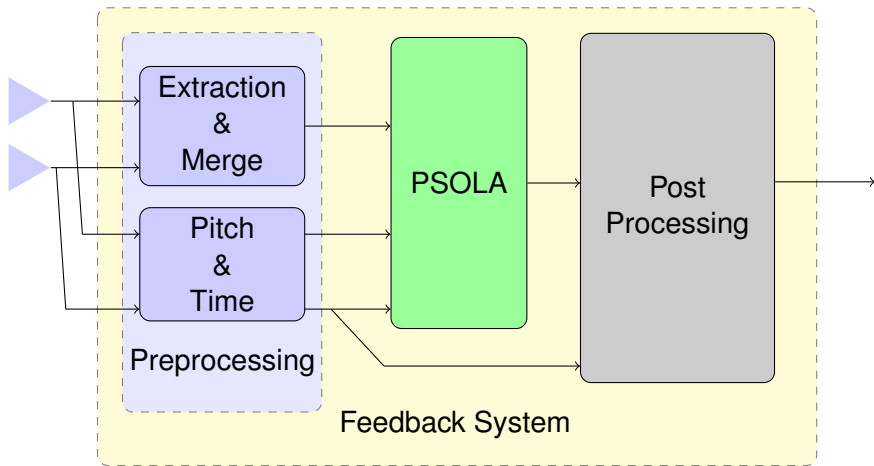 Extraction
&
Merge
Pitch
&
Time
Preprocessing
PSOLA
Post
Processing
Feedback System